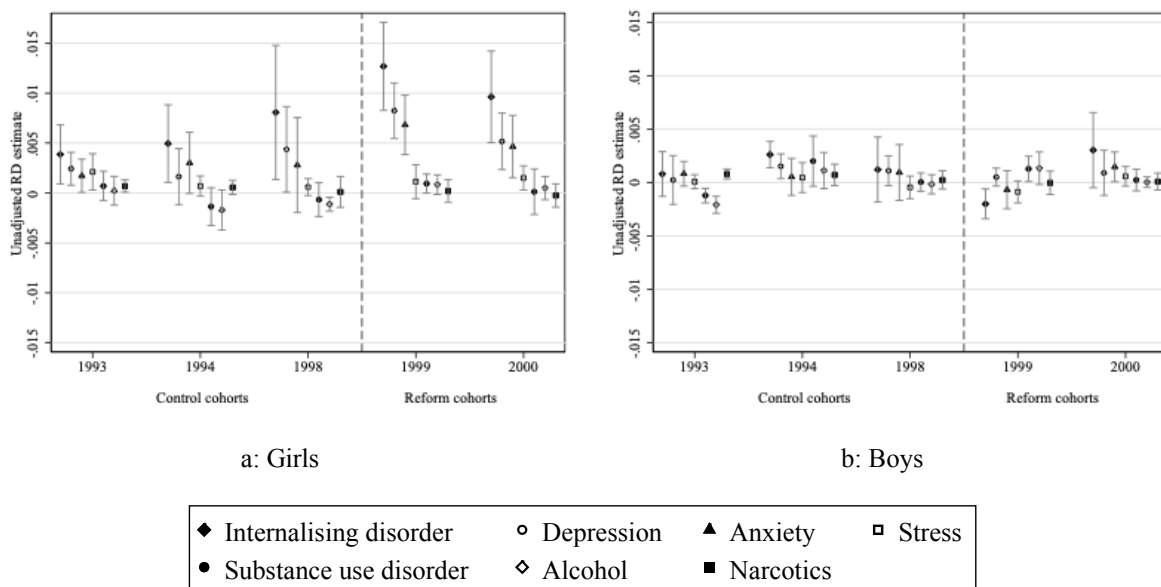 Unadjusted RD estimate
.015
.01
.005
0
-.005
-.01
-.015
1993 1994 1998 1999 2000
Control cohorts Reform cohorts
a: Girls
Unadjusted RD estimate
.015
.01
.005
0
-.005
-.01
-.015
1993 1994 1998 1999 2000
Control cohorts Reform cohorts
b: Boys
Internalising disorder Depression Anxiety Stress
Substance use disorder Alcohol Narcotics